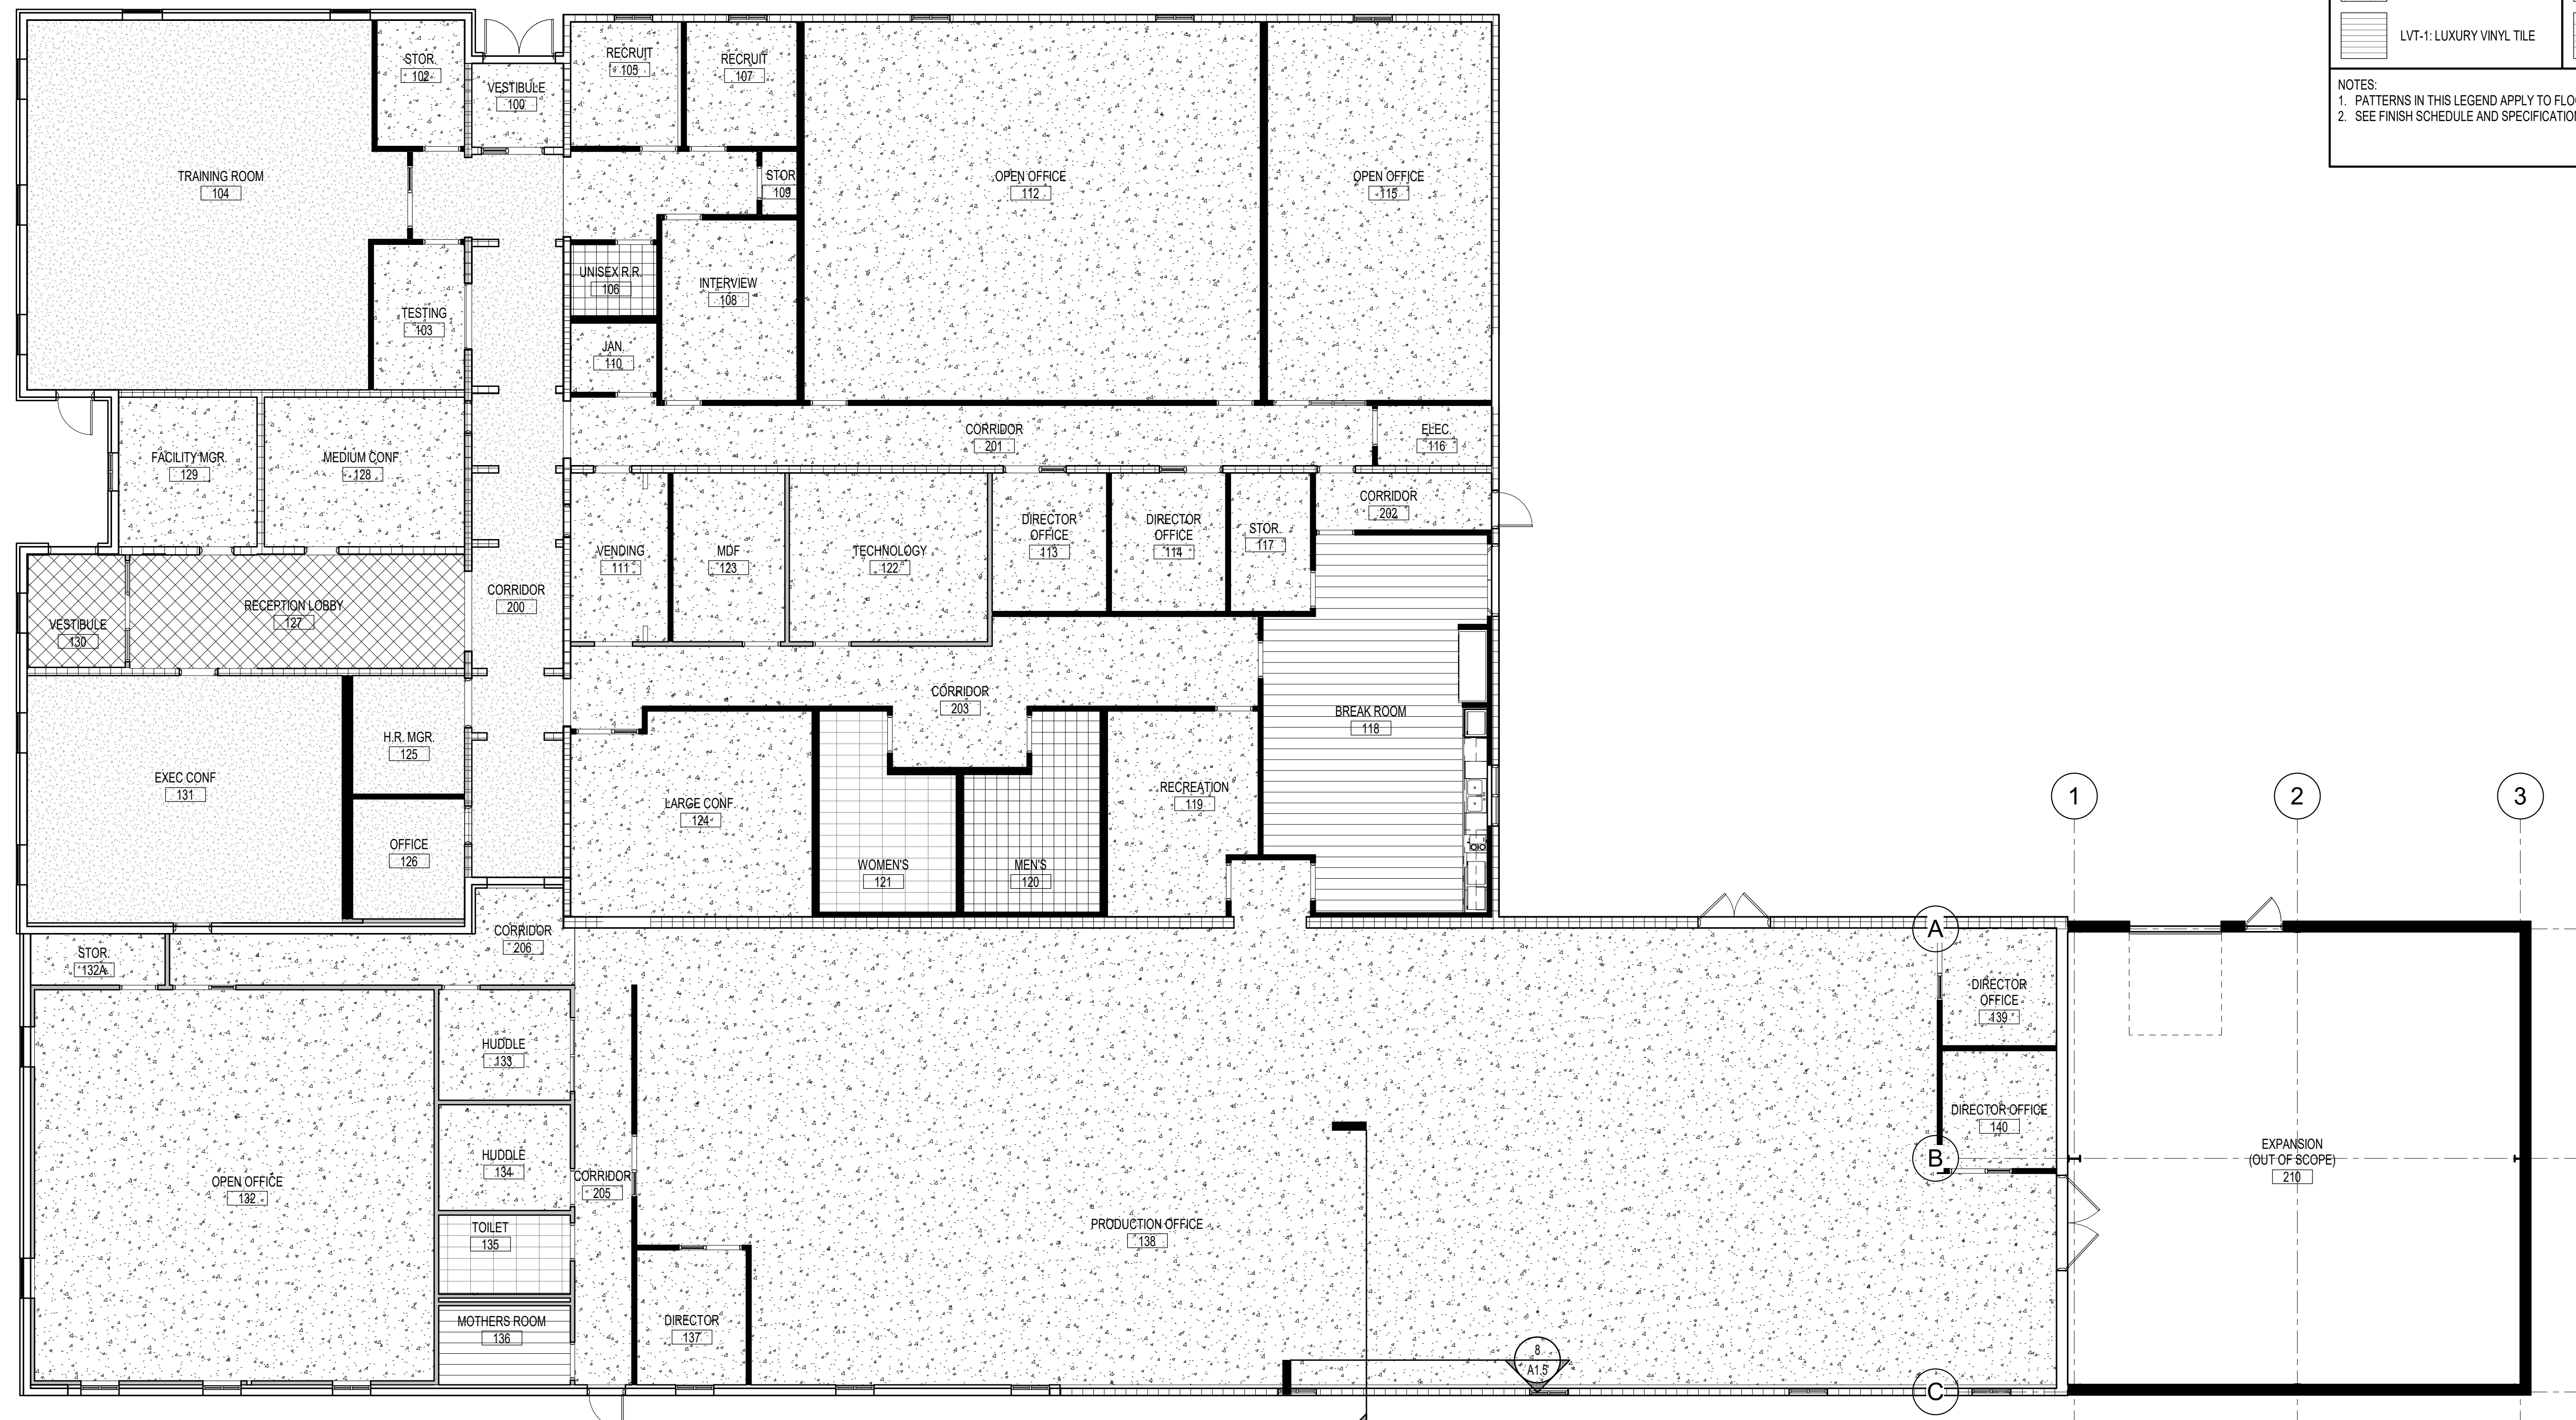 LVT-1: LUXURY VINYL TILE
NOTES:
1. PATTERNS IN THIS LEGEND APPLY TO
2. SEE FINISH SCHEDULE AND
STOR.
102
VESTIBULE
100
RECRUIT
105
RECRUIT
107
TRAINING ROOM
104
STOR
109
OPEN OFFICE
112
OPEN OFFICE
115
UNISEX R.R.
106
INTERVIEW
108
TESTING
103
JAN.
110
CORRIDOR
201
ELEC.
116
FACILITY MGR.
129
MEDIUM CONF.
128
CORRIDOR
202
DIRECTOR
OFFICE
113
DIRECTOR
OFFICE
114
STOR.
117
VENDING
111
MDF
123
TECHNOLOGY
122
CORRIDOR
200
RECEPTION LOBBY
127
VESTIBULE
130
CORRIDOR
203
BREAK ROOM
118
H.R. MGR.
125
EXEC CONF
131
LARGE CONF.
124
RECREATION
119
1
2
3
OFFICE
126
WOMEN'S
121
MEN'S
120
CORRIDOR
206
A
STOR.
132A
DIRECTOR
OFFICE
139
HUDDLE
133
DIRECTOR OFFICE
140
HUDDLE
134
B
EXPANSION
(OUT OF SCOPE)
210
OPEN OFFICE
132
CORRIDOR
205
TOILET
135
PRODUCTION OFFICE
138
MOTHERS ROOM
136
DIRECTOR
137
8
A1.5
C